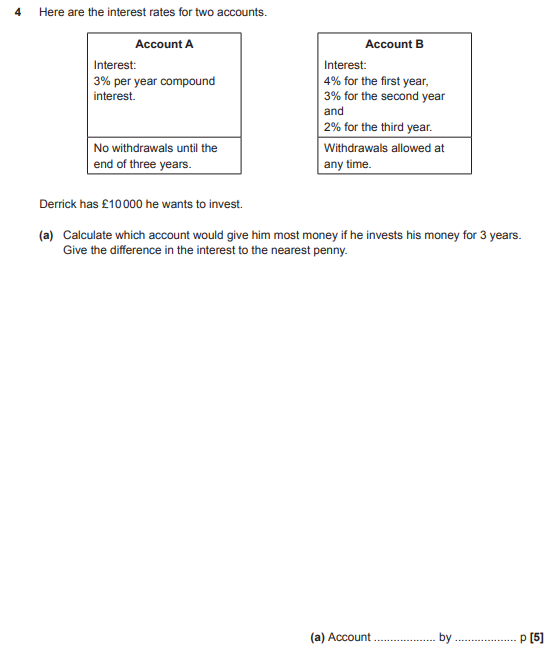 4 Here are the interest rates for two accounts.
Account A
Interest:
3% per year compound
interest.
No withdrawals until the
end of three years.
Account B
Interest:
4% for the first year,
3% for the second year
and
2% for the third year.
Withdrawals allowed at
any time.
Derrick has £10 000 he wants to invest.
(a) Calculate which account would give him most money if he invests his money for 3 years.
Give the difference in the interest to the nearest penny.
(a) Account ................... by ................... p [5]